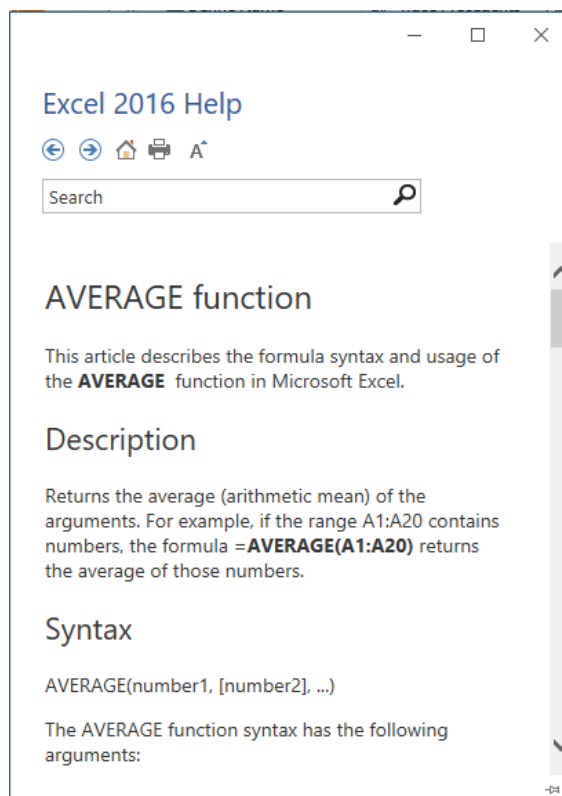 Excel 2016 Help
A
Search
AVERAGE function
This article describes the formula syntax and usage of
the AVERAGE function in Microsoft Excel.
Description
Returns the average (arithmetic mean) of the
arguments. For example, if the range A1:A20 contains
numbers, the formula =AVERAGE(A1:A20) returns
the average of those numbers.
Syntax
AVERAGE(number1, [number2], ...)
The AVERAGE function syntax has the following
arguments: